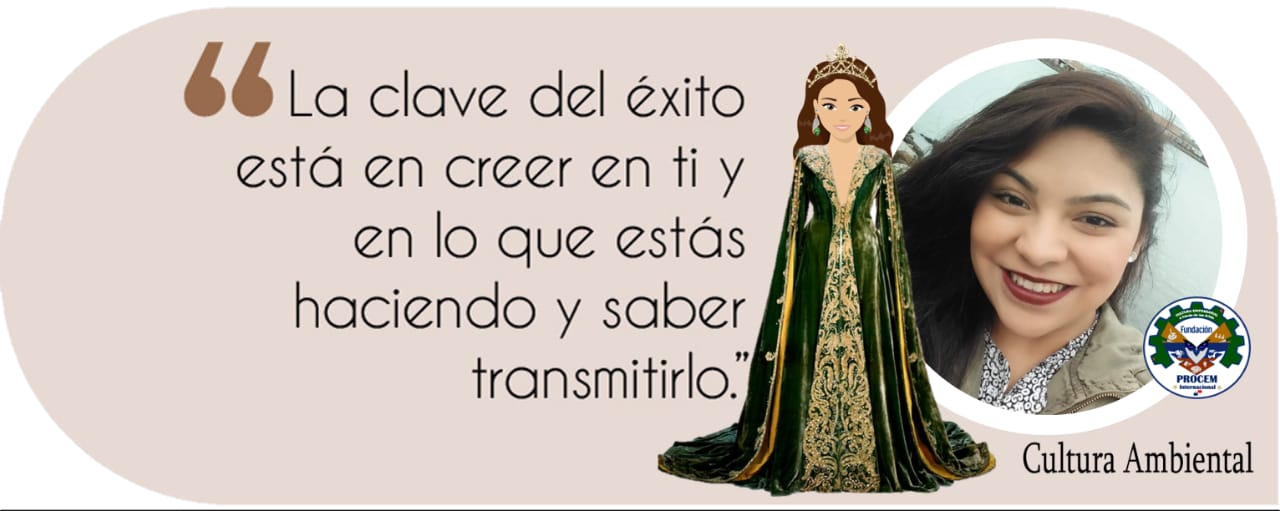 “ La clave del éxito
está en creer en ti y
en lo que estás
haciendo y saber
transmitirlo.”
Fundación
PROCEM
Internacional
Cultura Ambiental